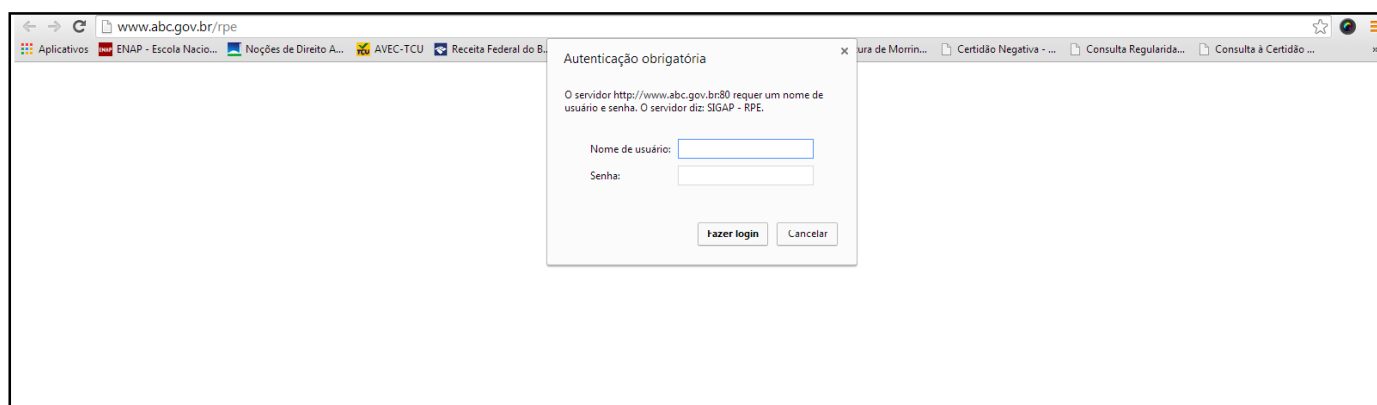 www.abc.gov.br/rpe
Aplicativos ENAP - Escola Nacio... Noções de Direito A... AVEC-TCU Receita Federal do B... ura de Morrin... Certidão Negativa - ... Consulta Regularida... Consulta à Certidão ... »
Autenticação obrigatória
O servidor http://www.abc.gov.br:80 requer um nome de
usuário e senha. O servidor diz: SIGAP - RPE.
Nome de usuário:
Senha:
Fazer login Cancelar